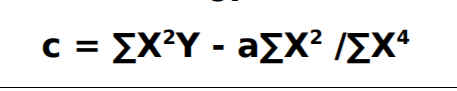 c = ∑X²Y - a∑X² /∑X⁴